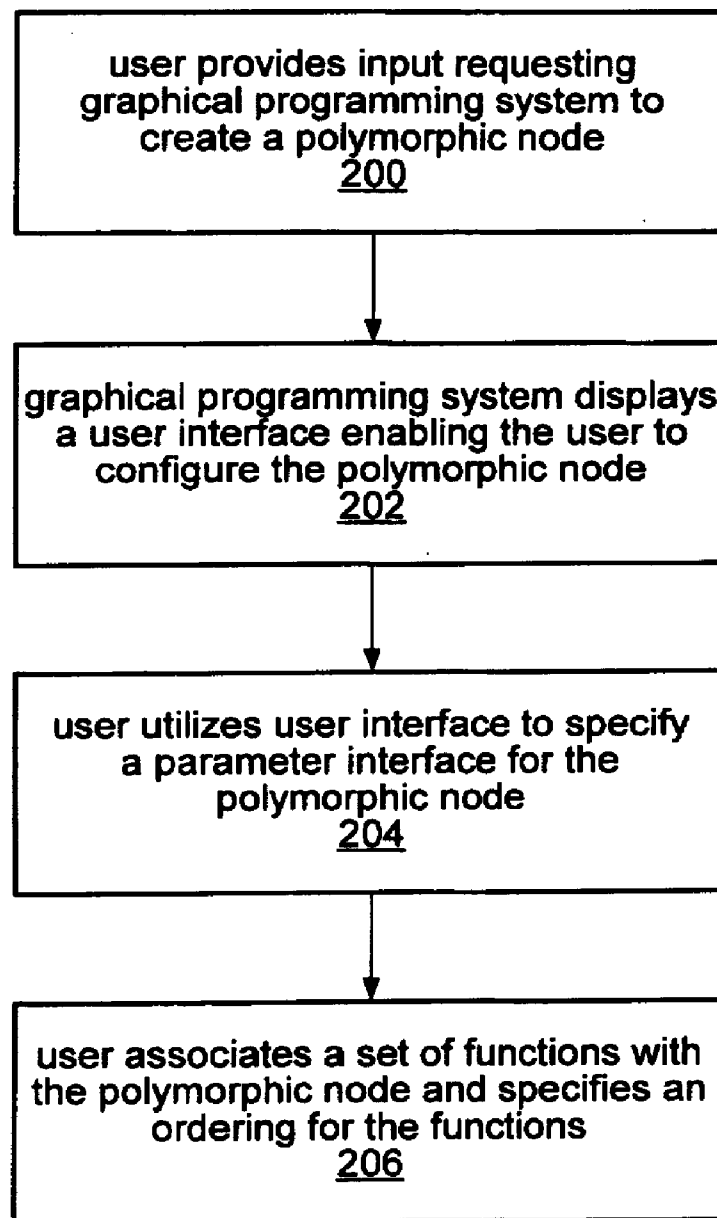 user provides input requesting
graphical programming system to
create a polymorphic node
200
graphical programming system displays
a user interface enabling the user to
configure the polymorphic node
202
user utilizes user interface to specify
a parameter interface for the
polymorphic node
204
user associates a set of functions with
the polymorphic node and specifies an
ordering for the functions
206